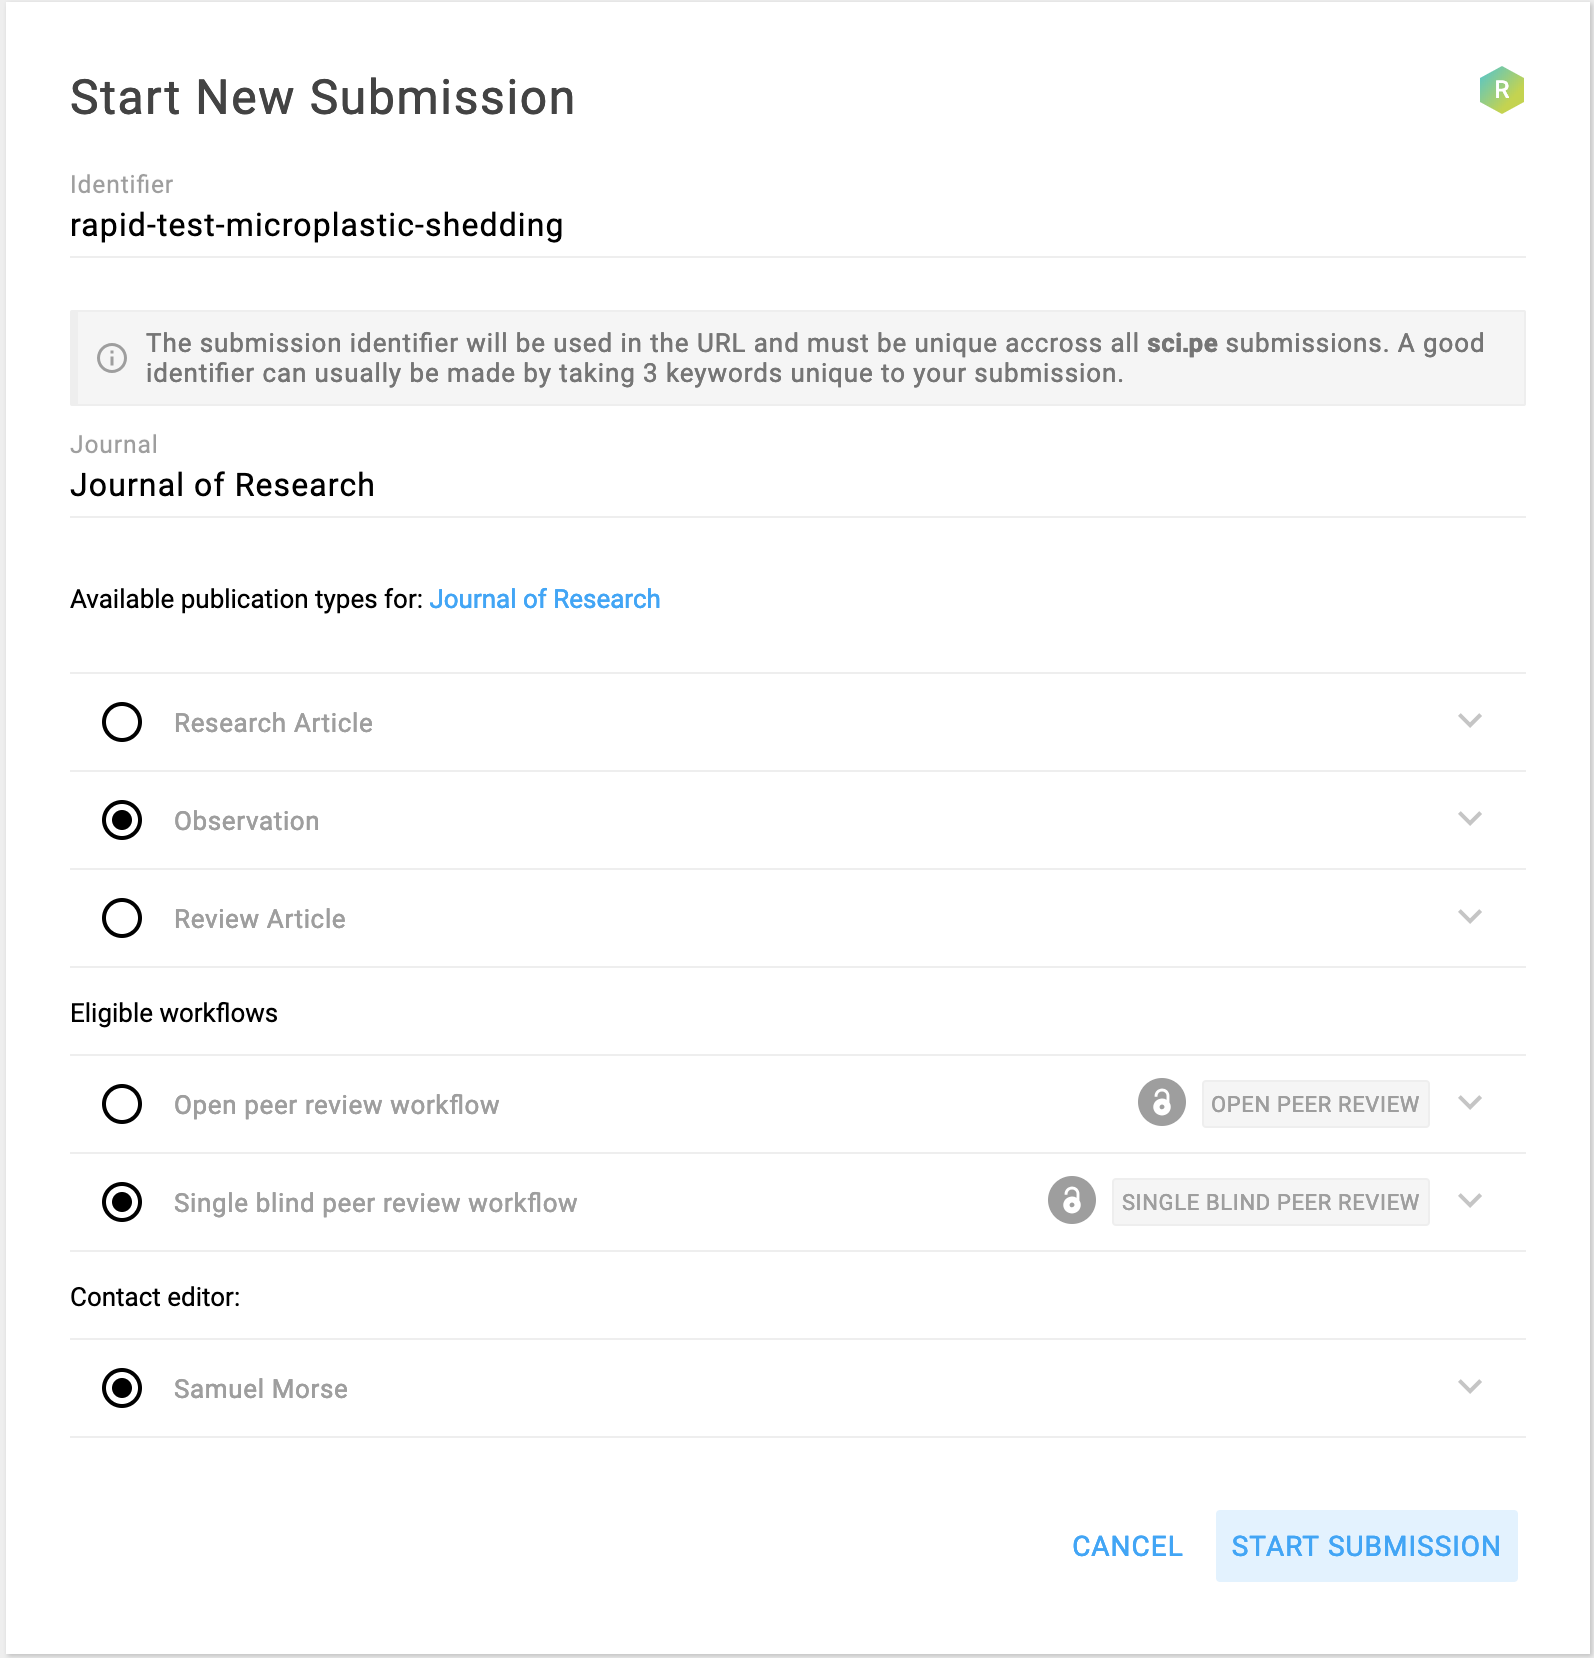 Start New Submission
R
Identifier
rapid-test-microplastic-shedding
The submission identifier will be used in the URL and must be unique accross all sci.pe submissions. A good
identifier can usually be made by taking 3 keywords unique to your submission.
Journal
Journal of Research
Available publication types for: Journal of Research
Research Article
Observation
Review Article
Eligible workflows
Open peer review workflow OPEN PEER REVIEW
Single blind peer review workflow SINGLE BLIND PEER REVIEW
Contact editor:
Samuel Morse
CANCEL START SUBMISSION